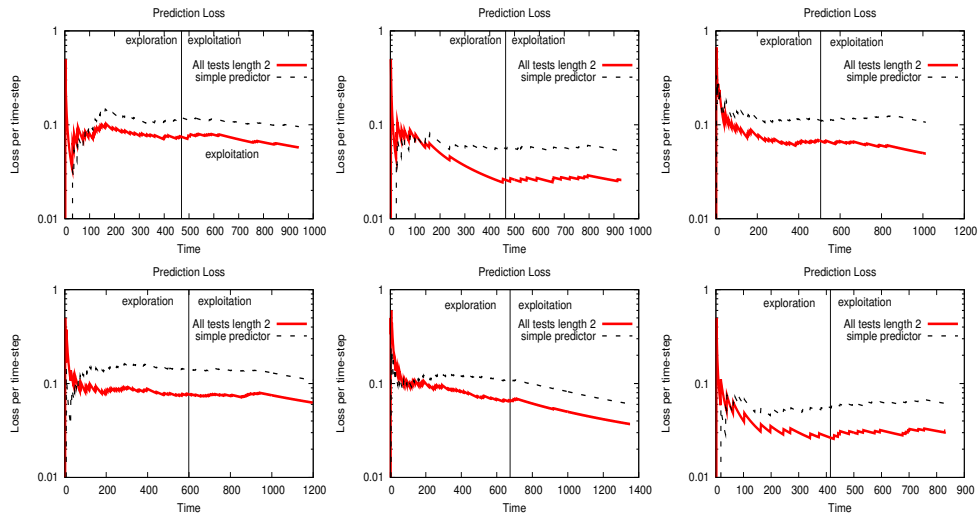 Prediction Loss
1
exploration exploitation
All tests length 2
simple predictor
0.1
exploitation
0.01
0 100 200 300 400 500 600 700 800 900 1000
Loss per time-step
Time
Prediction Loss
1
exploration exploitation
All tests length 2
simple predictor
0.1
0.01
0 100 200 300 400 500 600 700 800 900 1000
Loss per time-step
Time
Prediction Loss
1
exploration exploitation
All tests length 2
simple predictor
0.1
0.01
0 200 400 600 800 1000 1200
Loss per time-step
Time
Prediction Loss
1
exploration exploitation
All tests length 2
simple predictor
0.1
0.01
0 200 400 600 800 1000 1200
Loss per time-step
Time
Prediction Loss
1
exploration exploitation
All tests length 2
simple predictor
0.1
0.01
0 200 400 600 800 1000 1200 1400
Loss per time-step
Time
Prediction Loss
1
exploration exploitation
All tests length 2
simple predictor
0.1
0.01
0 100 200 300 400 500 600 700 800 900
Loss per time-step
Time